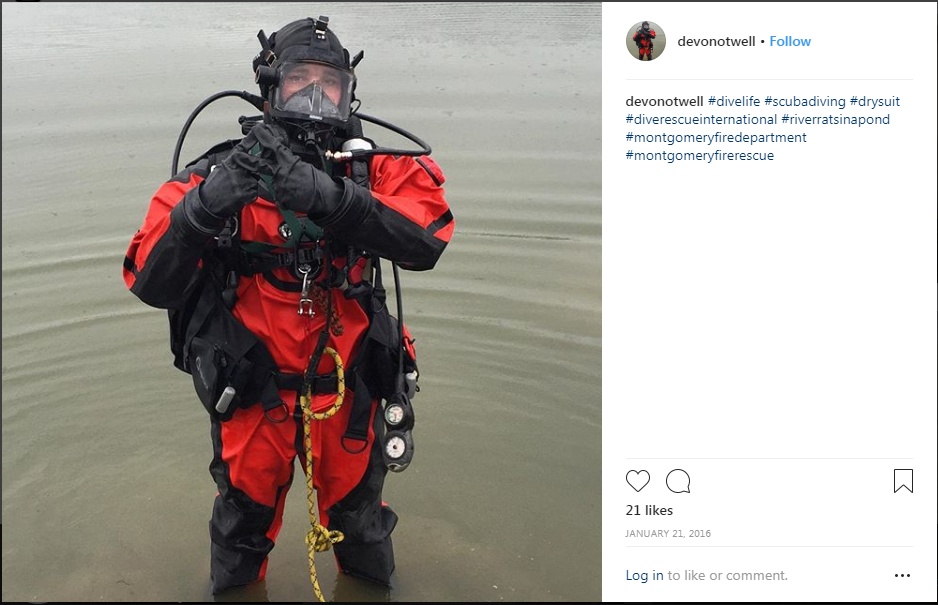 devonotwell • Follow
devonotwell #divelife #scubadiving #drysuit
#diverescueinternational #riverratsinapond
#montgomeryfiredepartment
#montgomeryfirerescue
21 likes
JANUARY 21, 2016
Log in to like or comment.